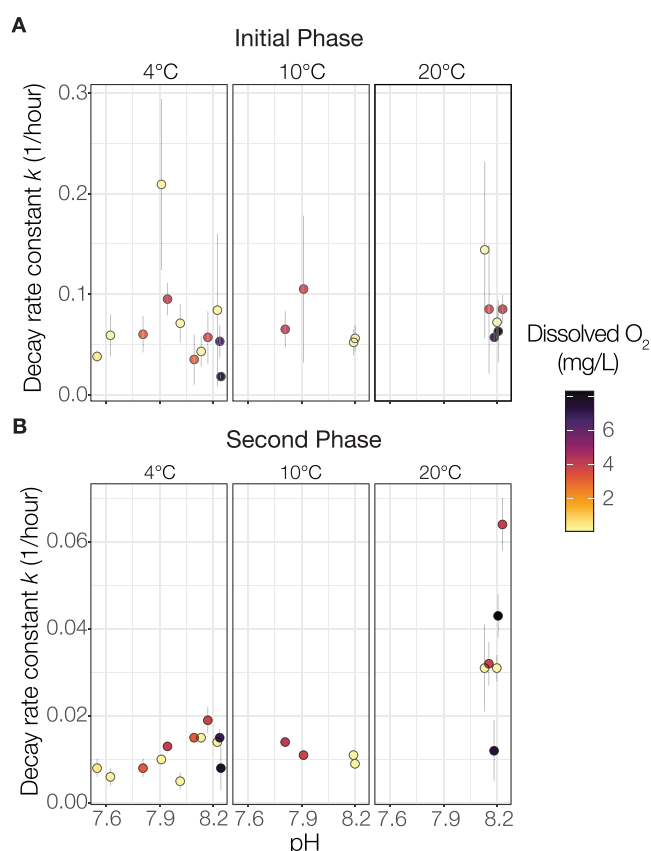 A
Initial Phase
4°C 10°C 20°C
Decay rate constant k (1/hour)
0.3
0.2
0.1
0.0
Dissolved O2
(mg/L)
6
4
2
B
Second Phase
4°C 10°C 20°C
Decay rate constant k (1/hour)
0.06
0.04
0.02
0.00
7.6 7.9 8.2 7.6 7.9 8.2 7.6 7.9 8.2
pH